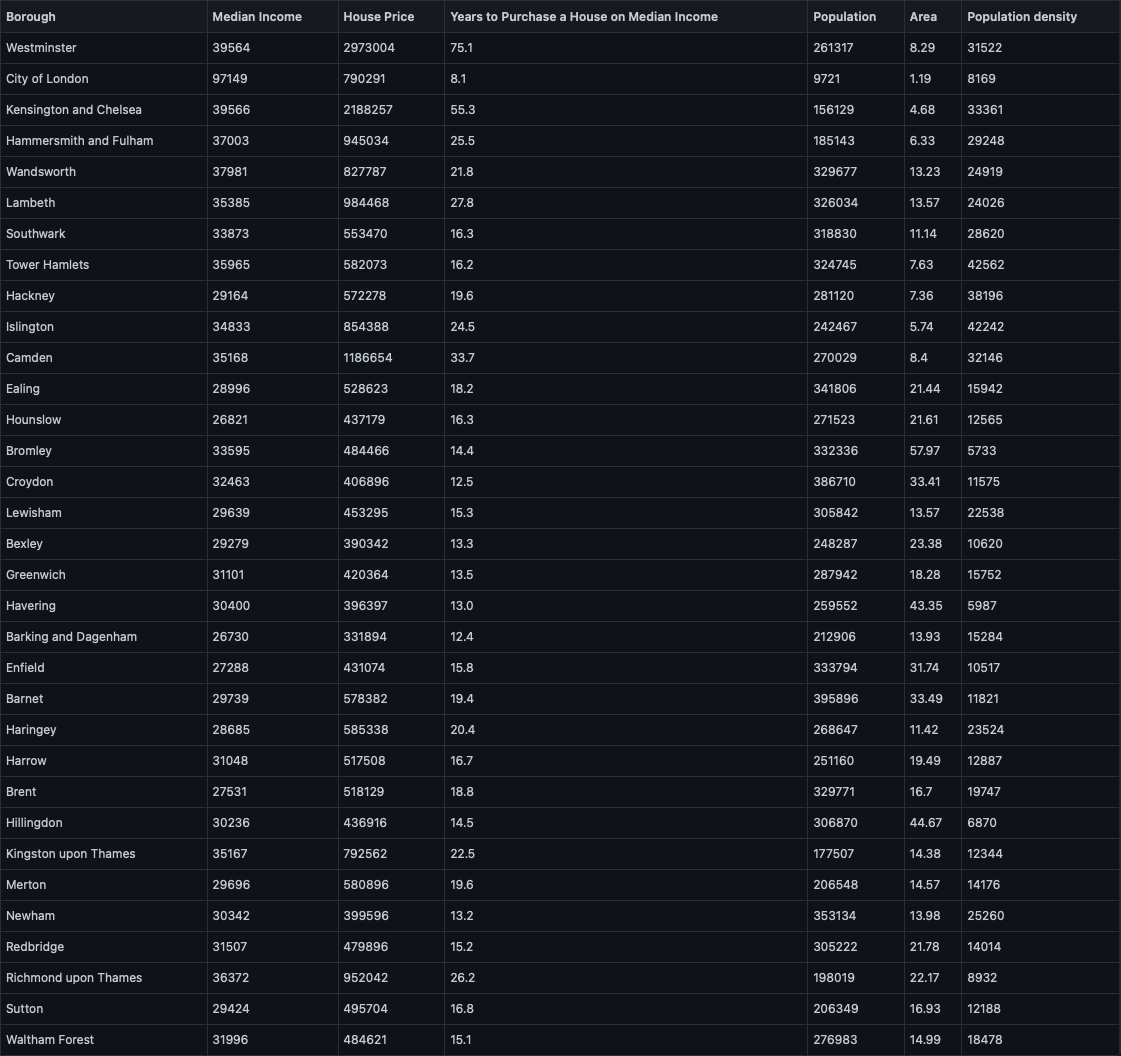 Borough Median Income House Price Years to Purchase a House on Median Income Population Area Population density
Westminster 39564 2973004 75.1 261317 8.29 31522
City of London 97149 790291 8.1 9721 1.19 8169
Kensington and Chelsea 39566 2188257 55.3 156129 4.68 33361
Hammersmith and Fulham 37003 945034 25.5 185143 6.33 29248
Wandsworth 37981 827787 21.8 329677 13.23 24919
Lambeth 35385 984468 27.8 326034 13.57 24026
Southwark 33873 553470 16.3 318830 11.14 28620
Tower Hamlets 35965 582073 16.2 324745 7.63 42562
Hackney 29164 572278 19.6 281120 7.36 38196
Islington 34833 854388 24.5 242467 5.74 42242
Camden 35168 1186654 33.7 270029 8.4 32146
Ealing 28996 528623 18.2 341806 21.44 15942
Hounslow 26821 437179 16.3 271523 21.61 12565
Bromley 33595 484466 14.4 332336 57.97 5733
Croydon 32463 406896 12.5 386710 33.41 11575
Lewisham 29639 453295 15.3 305842 13.57 22538
Bexley 29279 390342 13.3 248287 23.38 10620
Greenwich 31101 420364 13.5 287942 18.28 15752
Havering 30400 396397 13.0 259552 43.35 5987
Barking and Dagenham 26730 331894 12.4 212906 13.93 15284
Enfield 27288 431074 15.8 333794 31.74 10517
Barnet 29739 578382 19.4 395896 33.49 11821
Haringey 28685 585338 20.4 268647 11.42 23524
Harrow 31048 517508 16.7 251160 19.49 12887
Brent 27531 518129 18.8 329771 16.7 19747
Hillingdon 30236 436916 14.5 306870 44.67 6870
Kingston upon Thames 35167 792562 22.5 177507 14.38 12344
Merton 29696 580896 19.6 206548 14.57 14176
Newham 30342 399596 13.2 353134 13.98 25260
Redbridge 31507 479896 15.2 305222 21.78 14014
Richmond upon Thames 36372 952042 26.2 198019 22.17 8932
Sutton 29424 495704 16.8 206349 16.93 12188
Waltham Forest 31996 484621 15.1 276983 14.99 18478